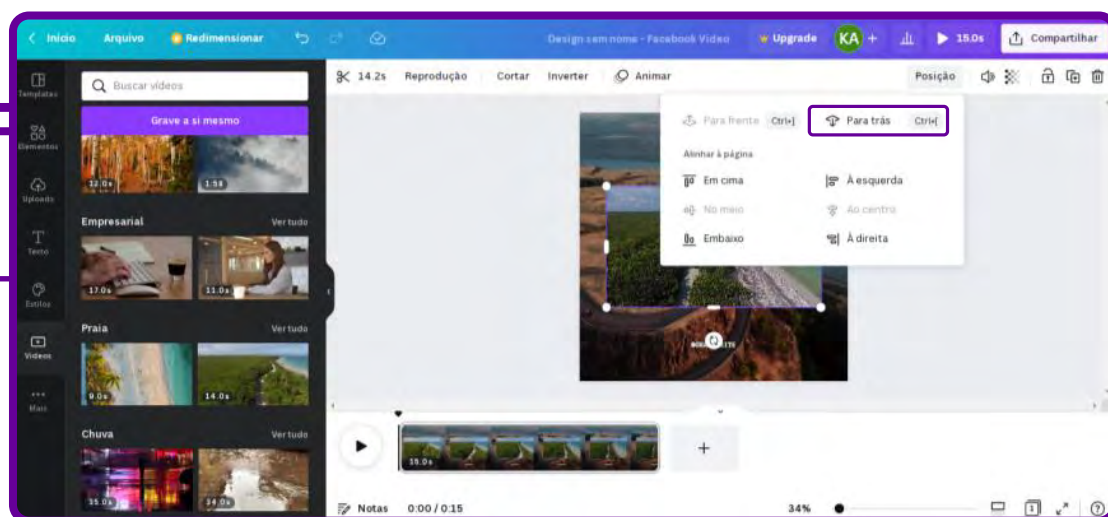 Início Arquivo Redimensionar Design sem nome - Facebook Video Upgrade KA + 15.0s Compartilhar
14.2s Reprodução Cortar Inverter Animar Posição
Templates
Elementos
Uploads
Texto
Estilos
Vídeos
Mais
Buscar vídeos
Grave a si mesmo
12.0s 1:58
Empresarial Ver tudo
17.0s 11.0s
Praia Ver tudo
9.0s 14.0s
Chuva Ver tudo
15.0s 14.0s
Para frente Ctrl+] Para trás Ctrl+[
Alinhar à página
Em cima À esquerda
No meio Ao centro
Embaixo À direita
15.0s
+
Notas 0:00 / 0:15 34% 1 ?